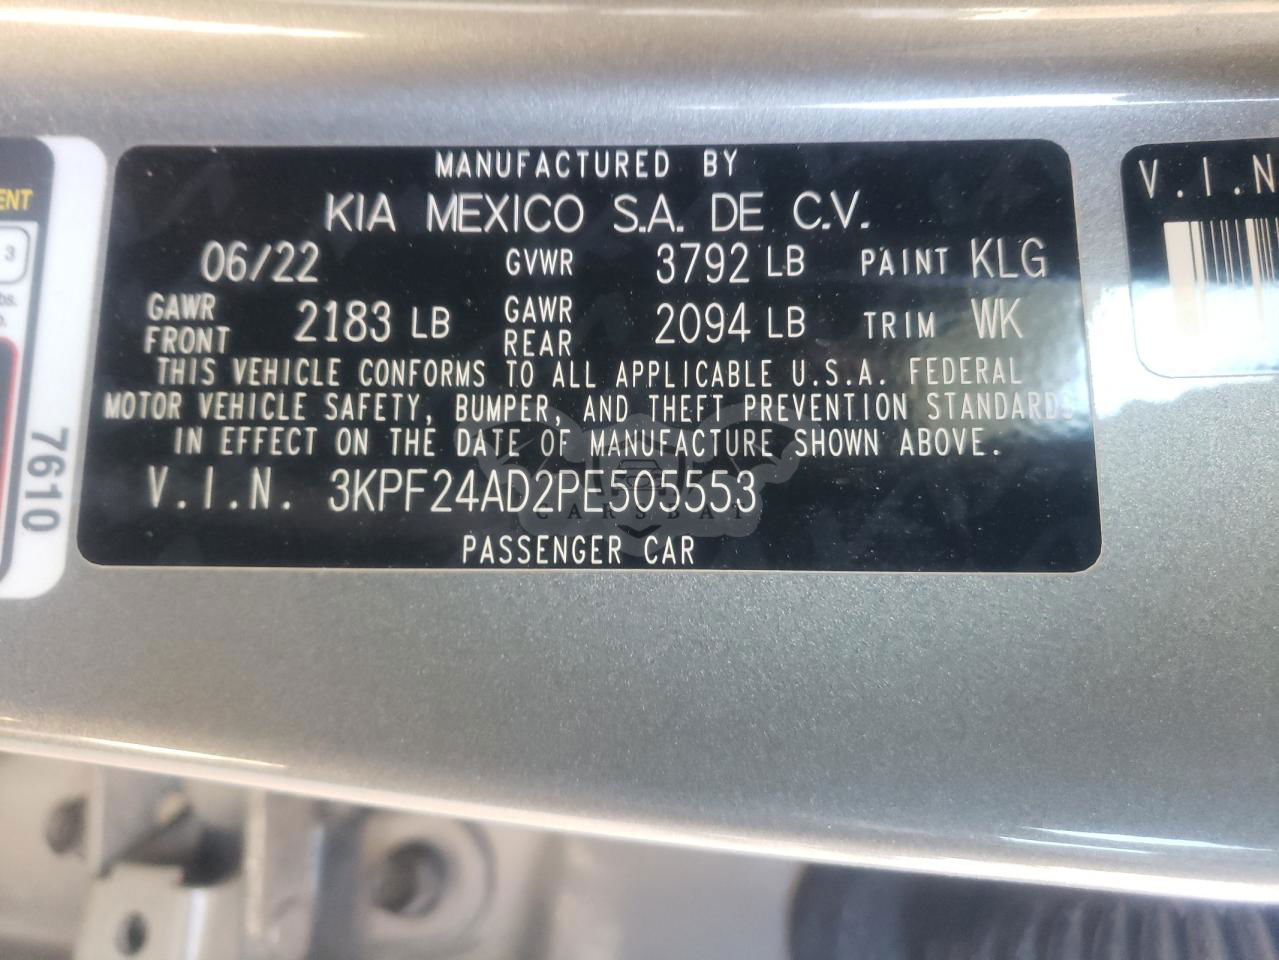 MANUFACTURED BY
KIA MEXICO S.A. DE C.V.
06/22 GVWR 3792 LB PAINT KLG
GAWR FRONT 2183 LB GAWR REAR 2094 LB TRIM WK
THIS VEHICLE CONFORMS TO ALL APPLICABLE U.S.A. FEDERAL
MOTOR VEHICLE SAFETY, BUMPER, AND THEFT PREVENTION STANDARDS
IN EFFECT ON THE DATE OF MANUFACTURE SHOWN ABOVE.
V.I.N. 3KPF24AD2PE505553
PASSENGER CAR
CARSBAT
7610
3
V.I.N